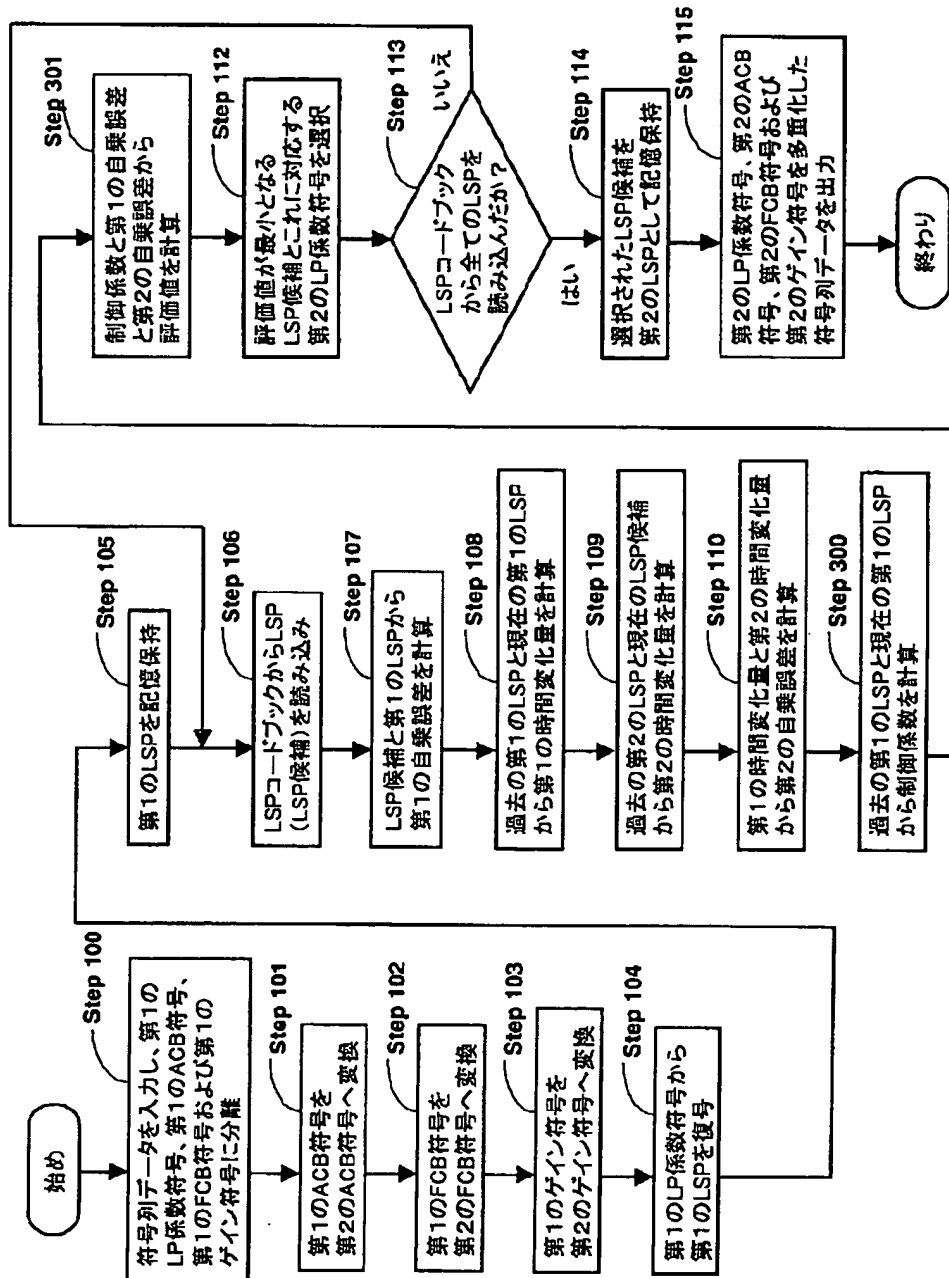 始め
Step 100
符号列データを入力し、第1の
LP係数符号、第1のACB符号、
第1のFCB符号および第1の
ゲイン符号に分離
Step 101
第1のACB符号を
第2のACB符号へ変換
Step 102
第1のFCB符号を
第2のFCB符号へ変換
Step 103
第1のゲイン符号を
第2のゲイン符号へ変換
Step 104
第1のLP係数符号から
第1のLSPを復号
Step 105
第1のLSPを記憶保持
Step 106
LSPコードブックからLSP
(LSP候補)を読み込み
Step 107
LSP候補と第1のLSPから
第1の自乗誤差を計算
Step 108
過去の第1のLSPと現在の第1のLSP
から第1の時間変化量を計算
Step 109
過去の第2のLSPと現在のLSP候補
から第2の時間変化量を計算
Step 110
第1の時間変化量と第2の時間変化量
から第2の自乗誤差を計算
Step 300
過去の第1のLSPと現在の第1のLSP
から制御係数を計算
Step 301
制御係数と第1の自乗誤差
と第2の自乗誤差から
評価値を計算
Step 112
評価値が最小となる
LSP候補とこれに対応する
第2のLP係数符号を選択
Step 113
LSPコードブック
から全てのLSPを
読み込んだか?
いいえ
はい
Step 114
選択されたLSP候補を
第2のLSPとして記憶保持
Step 115
第2のLP係数符号、第2のACB
符号、第2のFCB符号および
第2のゲイン符号を多重化した
符号列データを出力
終わり